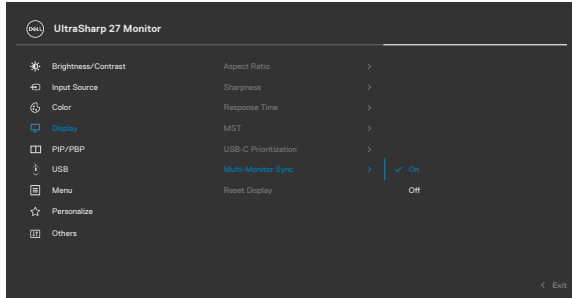 DELL UltraSharp 27 Monitor
Brightness/Contrast Aspect Ratio >
Input Source Sharpness >
Color Response Time >
Display MST >
PIP/PBP USB-C Prioritization >
USB Multi-Monitor Sync > ✓ On
Menu Reset Display Off
Personalize
Others
< Exit